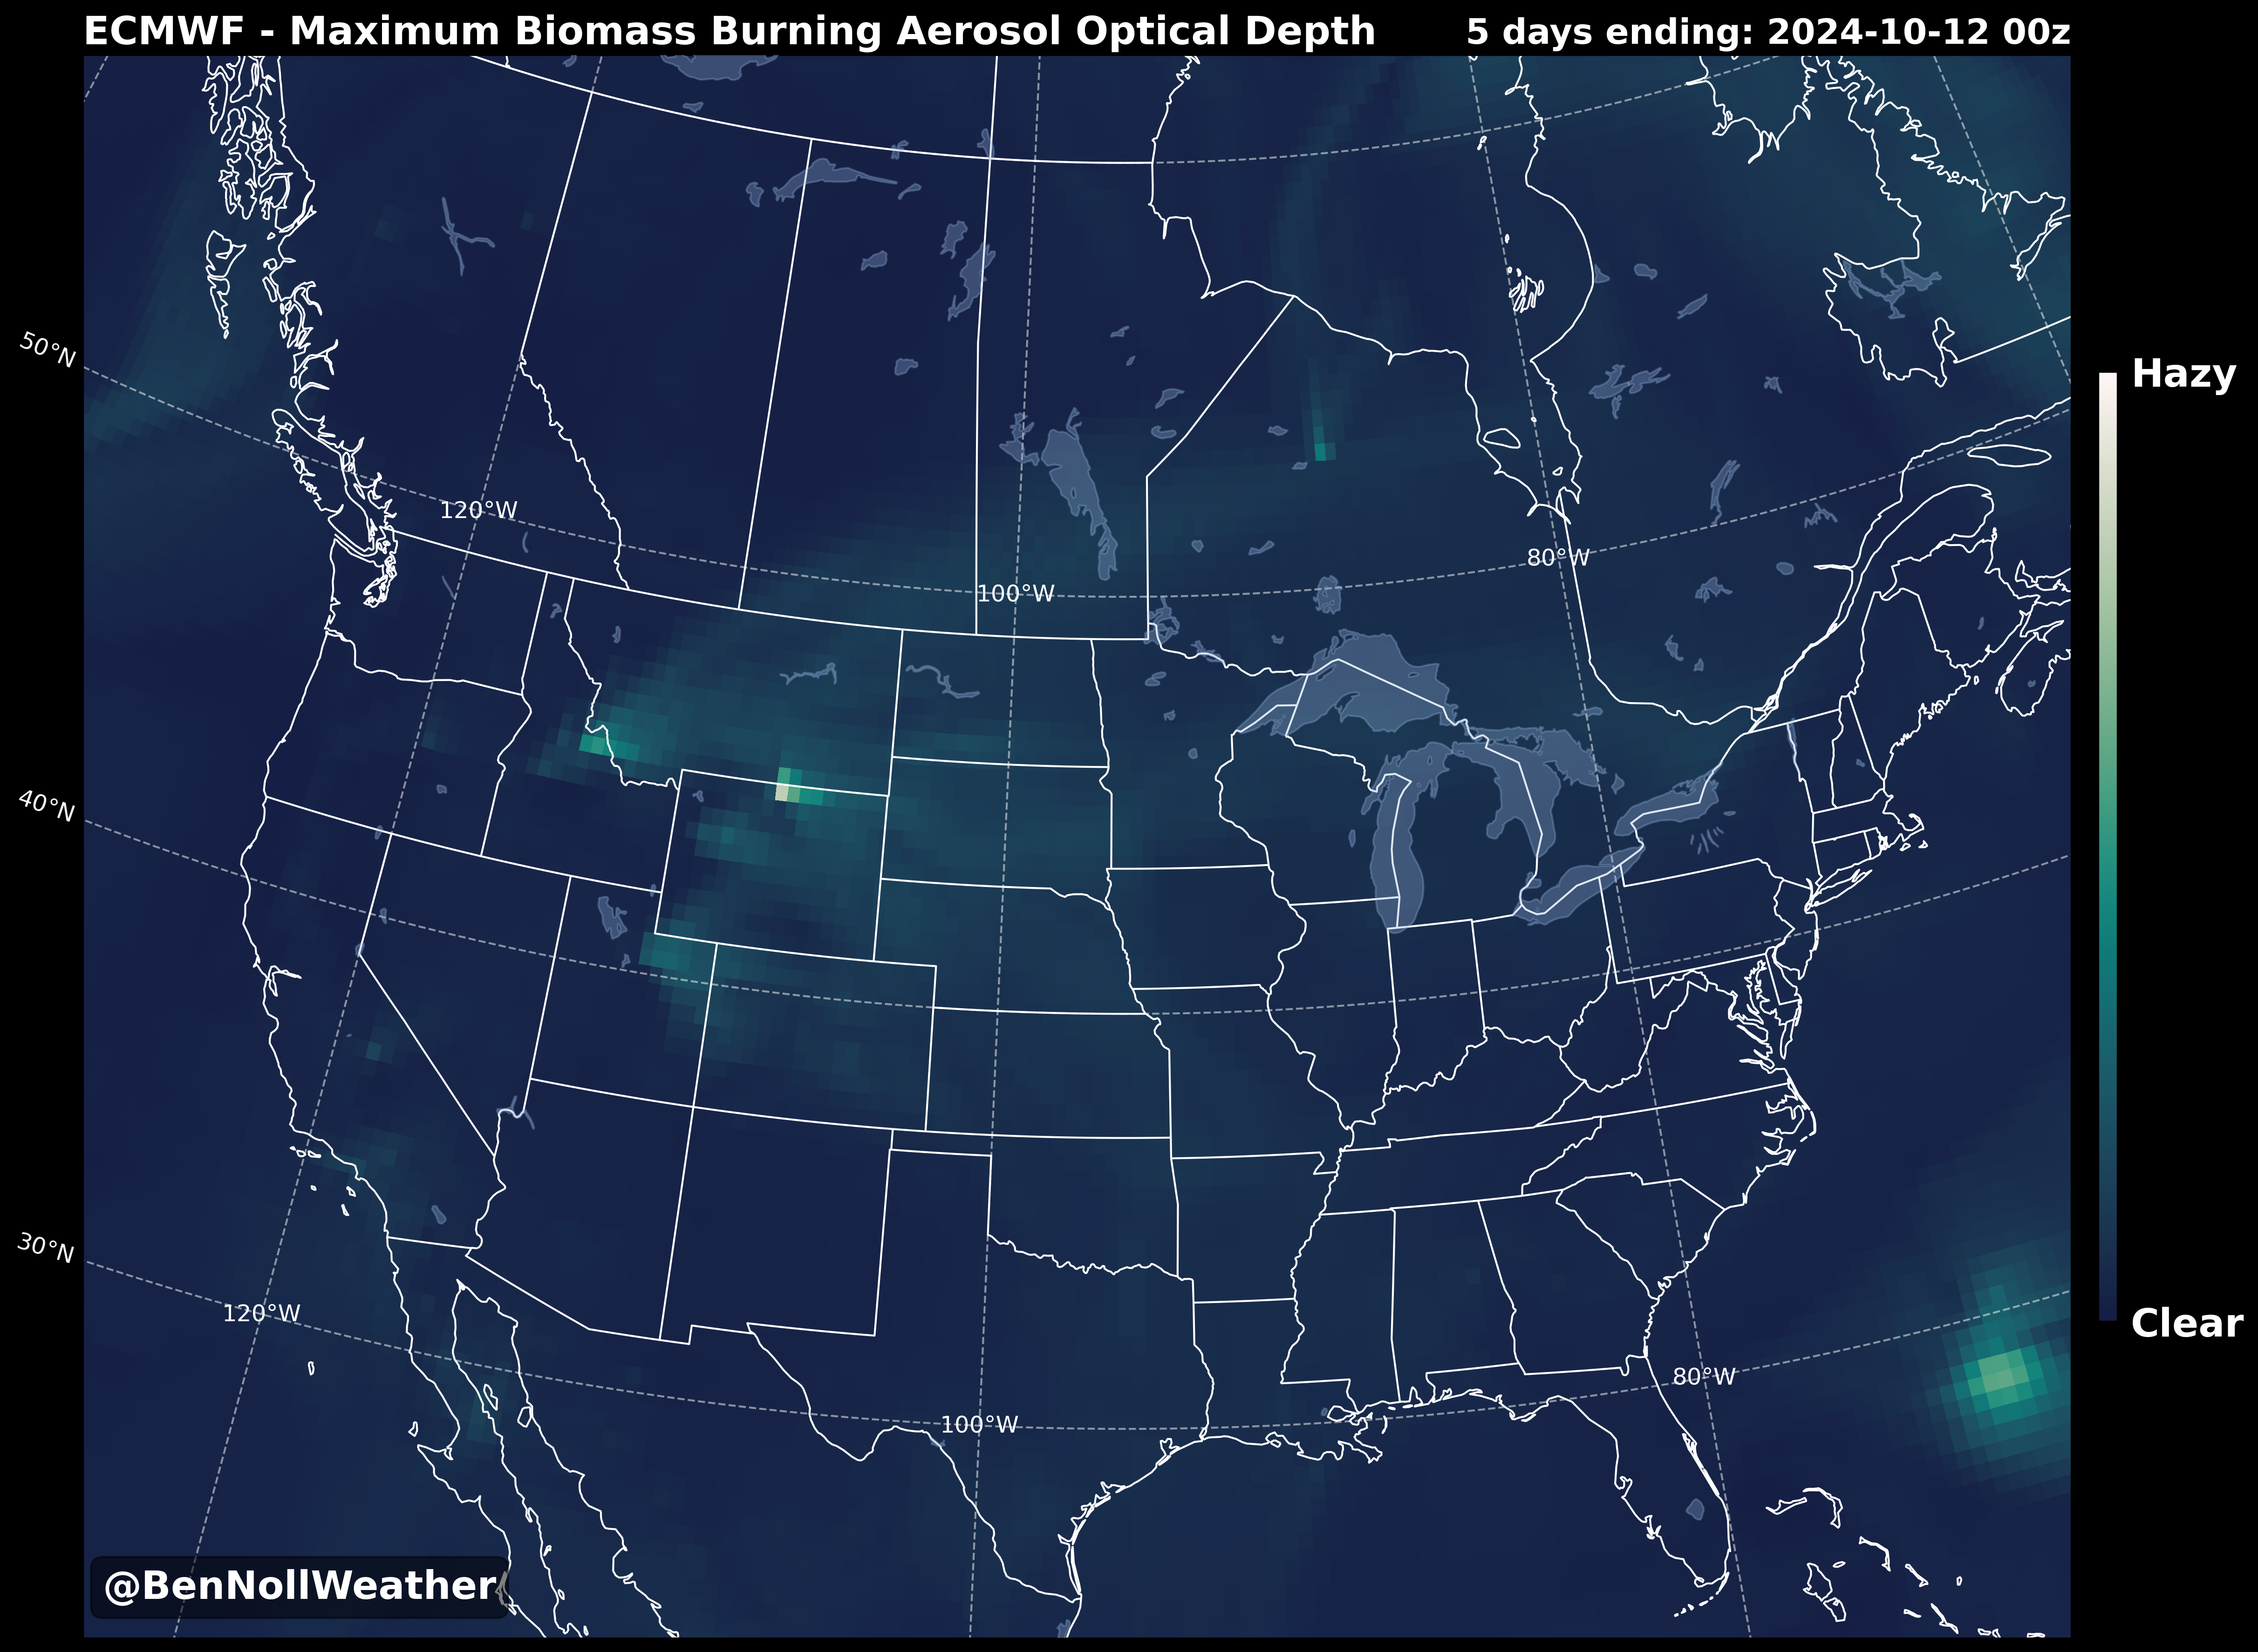 ECMWF - Maximum Biomass Burning Aerosol Optical Depth
5 days ending: 2024-10-12 00z
50°N
Hazy
120°W
80°W
100°W
40°N
30°N
120°W
Clear
80°W
100°W
@BenNollWeather